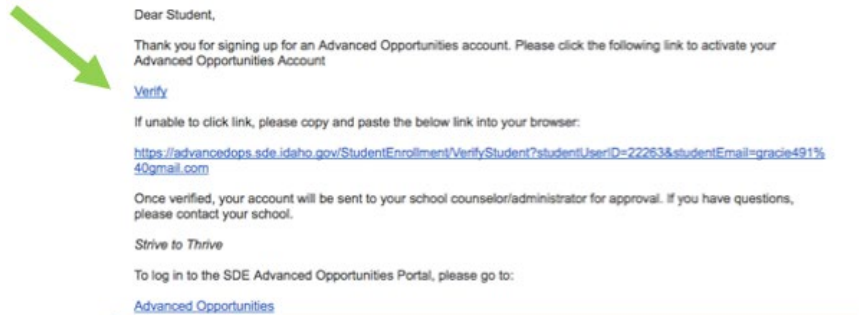 Dear Student,
Thank you for signing up for an Advanced Opportunities account. Please click the following link to activate your
Advanced Opportunities Account
Verify
If unable to click link, please copy and paste the below link into your browser:
https://advancedops.sde.idaho.gov/StudentEnrollment/VerifyStudent?studentUserID=22263&studentEmail=gracie491%
40gmail.com
Once verified, your account will be sent to your school counselor/administrator for approval. If you have questions,
please contact your school.
Strive to Thrive
To log in to the SDE Advanced Opportunities Portal, please go to:
Advanced Opportunities